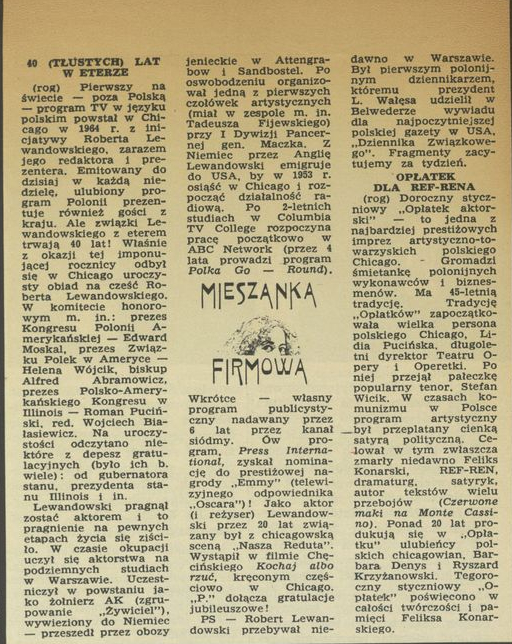 40 (TŁUSTYCH) LAT
W ETERZE
(rog) Pierwszy na
świecie — poza Polską
— program TV w języku
polskim powstał w Chi-
cago w 1964 r. z ini-
cjatywy Roberta Le-
wandowskiego, zarazem
jego redaktora i pre-
zentera. Emitowany do
dzisiaj w każdą nie-
dzielę, ulubiony pro-
gram Polonii prezen-
tuje również gości z
kraju. Ale związki Le-
wandowskiego z eterem
trwają 40 lat! Właśnie
z okazji tej imponu-
jącej rocznicy odbył
się w Chicago uroczy-
sty obiad na cześć Ro-
berta Lewandowskiego.
W komitecie honoro-
wym m. in.: prezes
Kongresu Polonii A-
merykańskiej — Edward
Moskal, prezes Związ-
ku Polek w Ameryce —
Helena Wójcik, biskup
Alfred Abramowicz,
prezes Polsko-Amery-
kańskiego Kongresu w
Illinois — Roman Puciń-
ski, red. Wojciech Bia-
łasiewicz. Na uroczy-
stości odczytano nie-
które z depesz gratu-
lacyjnych (było ich b.
wiele): od gubernatora
stanu, prezydenta sta-
nu Illinois i in.
Lewandowski pragnął
zostać aktorem i to
pragnienie na pewnych
etapach życia się ziści-
ło. W czasie okupacji
uczył się aktorstwa na
podziemnych studiach
w Warszawie. Uczest-
niczył w powstaniu ja-
ko żołnierz AK (zgru-
powanie „Żywiciel”),
wywieziony do Niemiec
— przeszedł przez obozy
jenieckie w Attengra-
bow i Sandbostel. Po
oswobodzeniu organizo-
wał jedną z pierwszych
czołówek artystycznych
(miał w zespole m. in.
Tadeusza Fijewskiego)
przy I Dywizji Pancer-
nej gen. Maczka. Z
Niemiec przez Anglię
Lewandowski emigruje
do USA, by w 1953 r.
osiąść w Chicago i roz-
począć działalność ra-
diową. Po 2-letnich
studiach w Columbia
TV College rozpoczyna
pracę początkowo w
ABC Network (przez 4
lata prowadzi program
Polka Go — Round).
MIESZANKA
FIRMOWA
Wkrótce — własny
program publicysty-
czny nadawany przez
6 lat przez kanał
siódmy. Ów pro-
gram, Press Interna-
tional, zyskał nomina-
cję do prestiżowej na-
grody „Emmy” (telewi-
zyjnego odpowiednika
„Oscara”)! Jako aktor
(i reżyser) Lewandow-
ski przez 20 lat zwią-
zany był z chicagowską
sceną „Nasza Reduta”.
Wystąpił w filmie Chę-
cińskiego Kochaj albo
rzuć, kręconym częś-
ciowo w Chicago.
„P.” dołącza gratulacje
jubileuszowe!
PS — Robert Lewan-
dowski przebywał nie-
dawno w Warszawie.
Był pierwszym polonij-
nym dziennikarzem,
któremu prezydent
L. Wałęsa udzielił w
Belwederze wywiadu
dla najpoczytniejszej
polskiej gazety w USA,
„Dziennika Związkowe-
go”. Fragmenty zacy-
tujemy za tydzień.
OPŁATEK
DLA REF-RENA
(rog) Doroczny stycz-
niowy „Opłatek aktor-
ski” — to jedna z
najbardziej prestiżowych
imprez artystyczno-to-
warzyskich polskiego
Chicago. Gromadzi
śmietankę polonijnych
wykonawców i biznes-
menów. Ma 45-letnią
tradycję. Tradycję
„Opłatków” zapoczątko-
wała wielka persona
polskiego Chicago, Li-
dia Pucińska, długole-
tni dyrektor Teatru O-
pery i Operetki. Po
niej przejął pałeczkę
popularny tenor, Stefan
Wicik. W czasach ko-
munizmu w Polsce
program artystyczny
był przeplatany cienką
satyrą polityczną. Ce-
lował w tym zwłaszcza
zmarły niedawno Feliks
Konarski, REF-REN,
dramaturg, satyryk,
autor tekstów wielu
przebojów (Czerwone
maki na Monte Cassi-
no). Ponad 20 lat pro-
dukują się w „Opła-
tku” ulubieńcy pol-
skich chicagowian, Bar-
bara Denys i Ryszard
Krzyżanowski. Tegoro-
czny styczniowy „O-
płatek” poświęcono w
całości twórczości i pa-
mięci Feliksa Konar-
skiego.